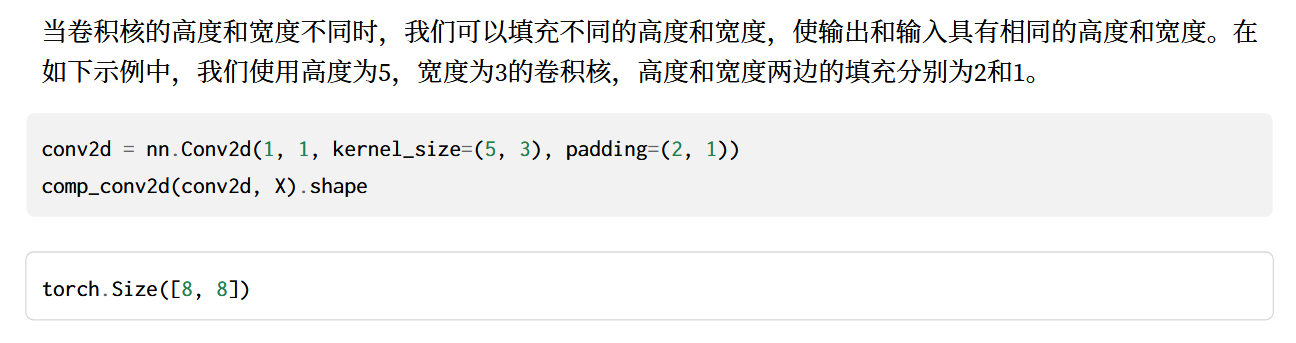 当卷积核的高度和宽度不同时，我们可以填充不同的高度和宽度，使输出和输入具有相同的高度和宽度。在
如下示例中，我们使用高度为5，宽度为3的卷积核，高度和宽度两边的填充分别为2和1。
conv2d = nn.Conv2d(1, 1, kernel_size=(5, 3), padding=(2, 1))
comp_conv2d(conv2d, X).shape
torch.Size([8, 8])